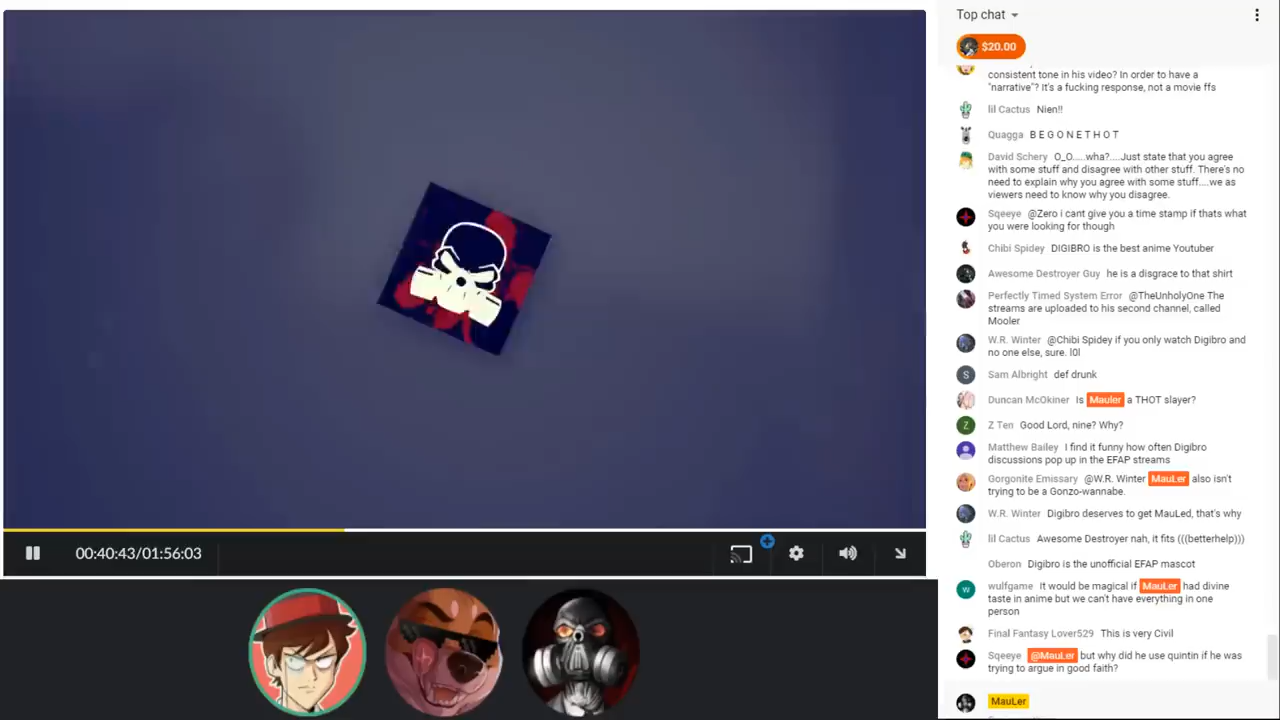 Top chat
$20.00
consistent tone in his video? In order to have a
"narrative"? It's a fucking response, not a movie ffs
lil Cactus Nien!!
Quagga B E G O N E T H O T
David Schery O_O.....wha?....Just state that you agree
with some stuff and disagree with other stuff. There's no
need to explain why you agree with some stuff....we as
viewers need to know why you disagree.
Sqeeye @Zero i cant give you a time stamp if thats what
you were looking for though
Chibi Spidey DIGIBRO is the best anime Youtuber
Awesome Destroyer Guy he is a disgrace to that shirt
Perfectly Timed System Error @TheUnholyOne The
streams are uploaded to his second channel, called
Mooler
W.R. Winter @Chibi Spidey if you only watch Digibro and
no one else, sure. l0l
Sam Albright def drunk
Duncan McOkiner Is Mauler a THOT slayer?
Z Ten Good Lord, nine? Why?
Matthew Bailey I find it funny how often Digibro
discussions pop up in the EFAP streams
Gorgonite Emissary @W.R. Winter MauLer also isn't
trying to be a Gonzo-wannabe.
W.R. Winter Digibro deserves to get MauLed, that's why
lil Cactus Awesome Destroyer nah, it fits (((betterhelp)))
Oberon Digibro is the unofficial EFAP mascot
wulfgame It would be magical if MauLer had divine
taste in anime but we can't have everything in one
person
Final Fantasy Lover529 This is very Civil
Sqeeye @MauLer but why did he use quintin if he was
trying to argue in good faith?
MauLer
00:40:43/01:56:03